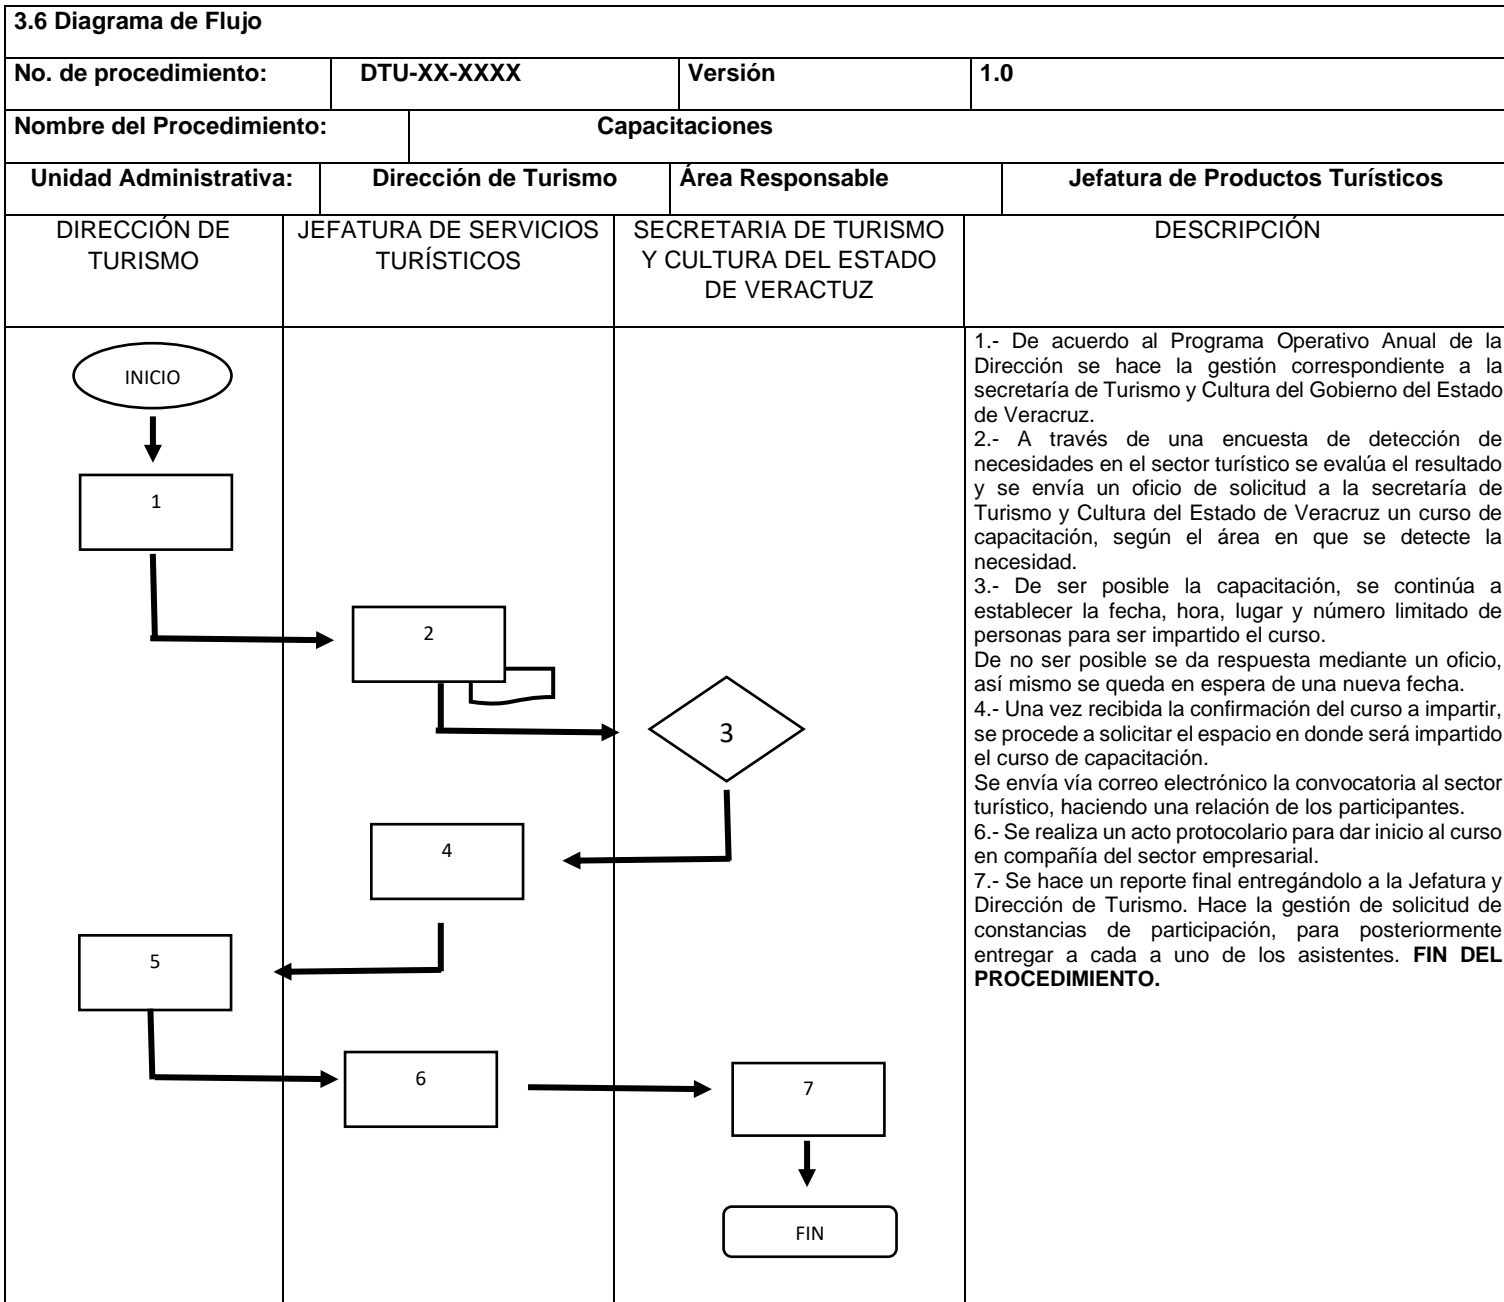 3.6 Diagrama de Flujo
No. de procedimiento: DTU-XX-XXXX Versión 1.0
Nombre del Procedimiento: Capacitaciones
Unidad Administrativa: Dirección de Turismo Área Responsable Jefatura de Productos Turísticos
DIRECCIÓN DE
TURISMO
JEFATURA DE SERVICIOS
TURÍSTICOS
SECRETARIA DE TURISMO
Y CULTURA DEL ESTADO
DE VERACTUZ
DESCRIPCIÓN
INICIO
1
2
3
4
5
6
7
FIN
1.- De acuerdo al Programa Operativo Anual de la
Dirección se hace la gestión correspondiente a la
secretaría de Turismo y Cultura del Gobierno del Estado
de Veracruz.
2.- A través de una encuesta de detección de
necesidades en el sector turístico se evalúa el resultado
y se envía un oficio de solicitud a la secretaría de
Turismo y Cultura del Estado de Veracruz un curso de
capacitación, según el área en que se detecte la
necesidad.
3.- De ser posible la capacitación, se continúa a
establecer la fecha, hora, lugar y número limitado de
personas para ser impartido el curso.
De no ser posible se da respuesta mediante un oficio,
así mismo se queda en espera de una nueva fecha.
4.- Una vez recibida la confirmación del curso a impartir,
se procede a solicitar el espacio en donde será impartido
el curso de capacitación.
Se envía vía correo electrónico la convocatoria al sector
turístico, haciendo una relación de los participantes.
6.- Se realiza un acto protocolario para dar inicio al curso
en compañía del sector empresarial.
7.- Se hace un reporte final entregándolo a la Jefatura y
Dirección de Turismo. Hace la gestión de solicitud de
constancias de participación, para posteriormente
entregar a cada a uno de los asistentes. FIN DEL
PROCEDIMIENTO.